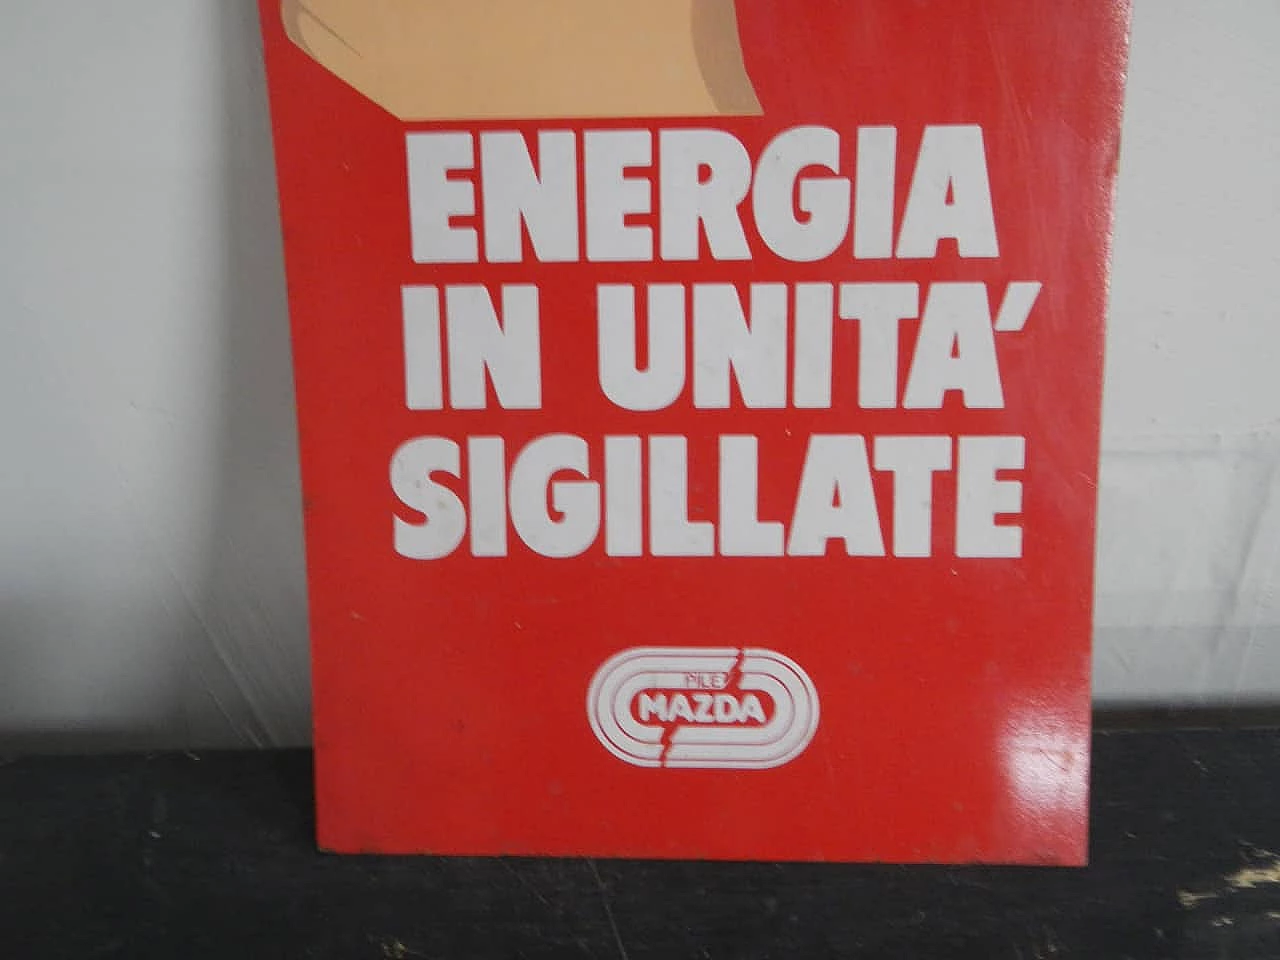 ENERGIA
IN UNITA'
SIGILLATE
PILE
MAZDA